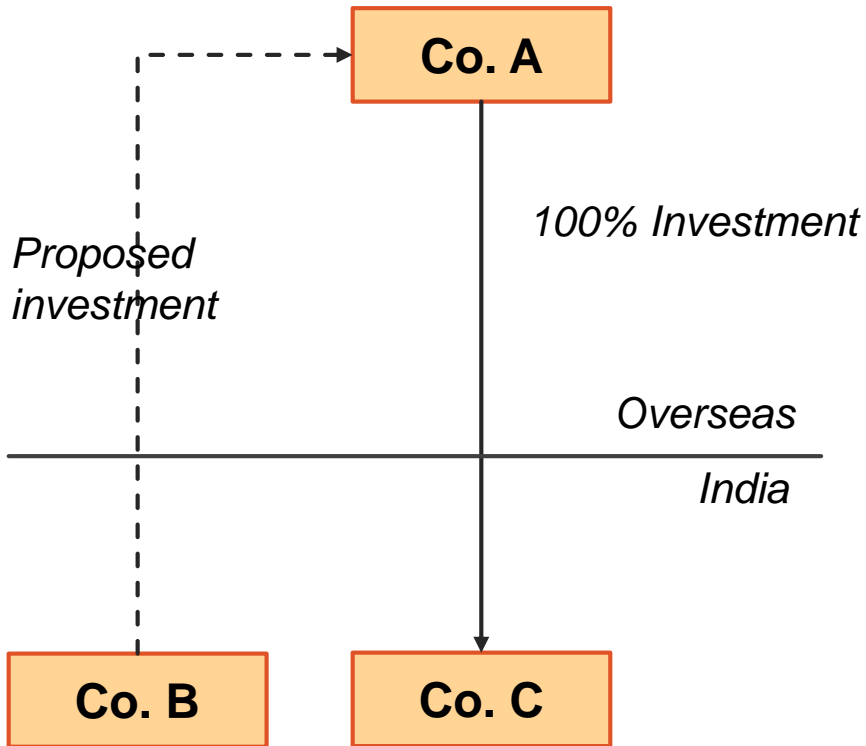 Co. A
100% Investment
Proposed
investment
Overseas
India
Co. B
Co. C